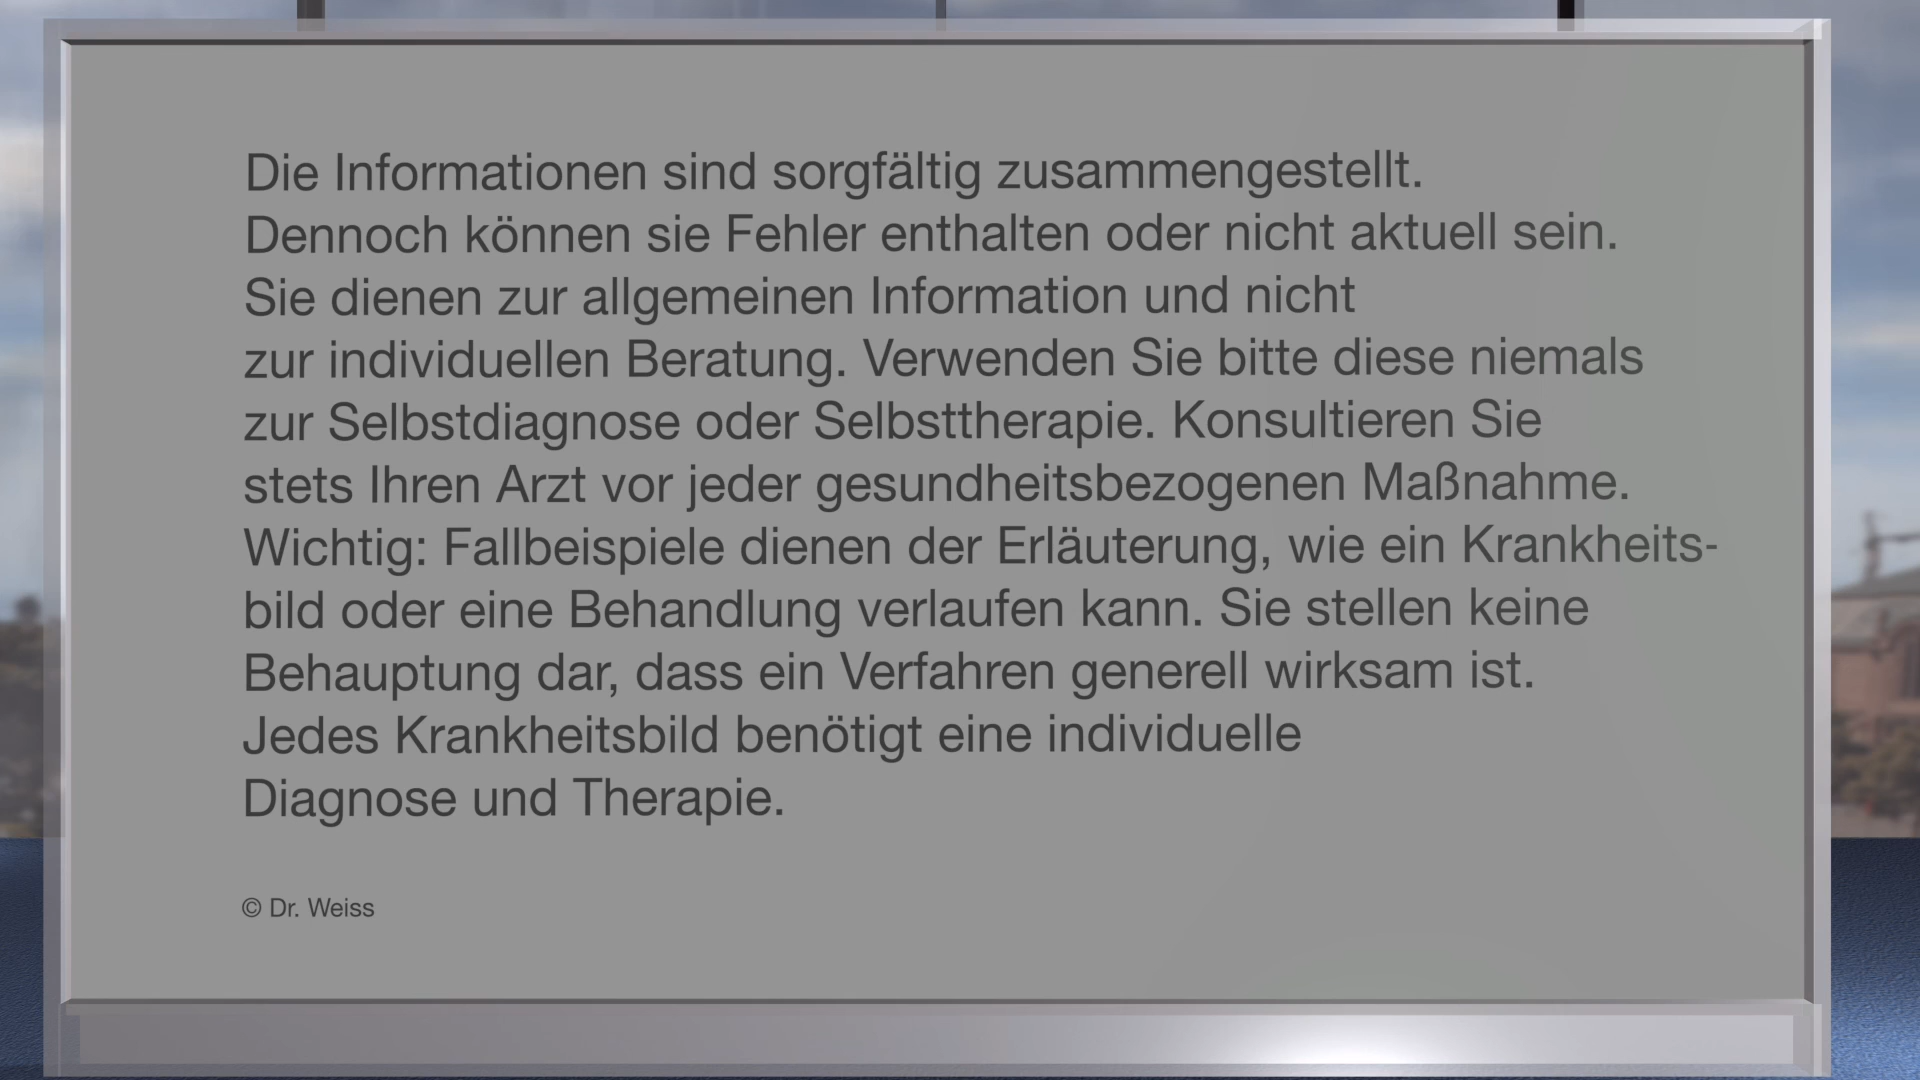 Die Informationen sind sorgfältig zusammengestellt.
Dennoch können sie Fehler enthalten oder nicht aktuell sein.
Sie dienen zur allgemeinen Information und nicht
zur individuellen Beratung. Verwenden Sie bitte diese niemals
zur Selbstdiagnose oder Selbsttherapie. Konsultieren Sie
stets Ihren Arzt vor jeder gesundheitsbezogenen Maßnahme.
Wichtig: Fallbeispiele dienen der Erläuterung, wie ein Krankheits-
bild oder eine Behandlung verlaufen kann. Sie stellen keine
Behauptung dar, dass ein Verfahren generell wirksam ist.
Jedes Krankheitsbild benötigt eine individuelle
Diagnose und Therapie.
© Dr. Weiss